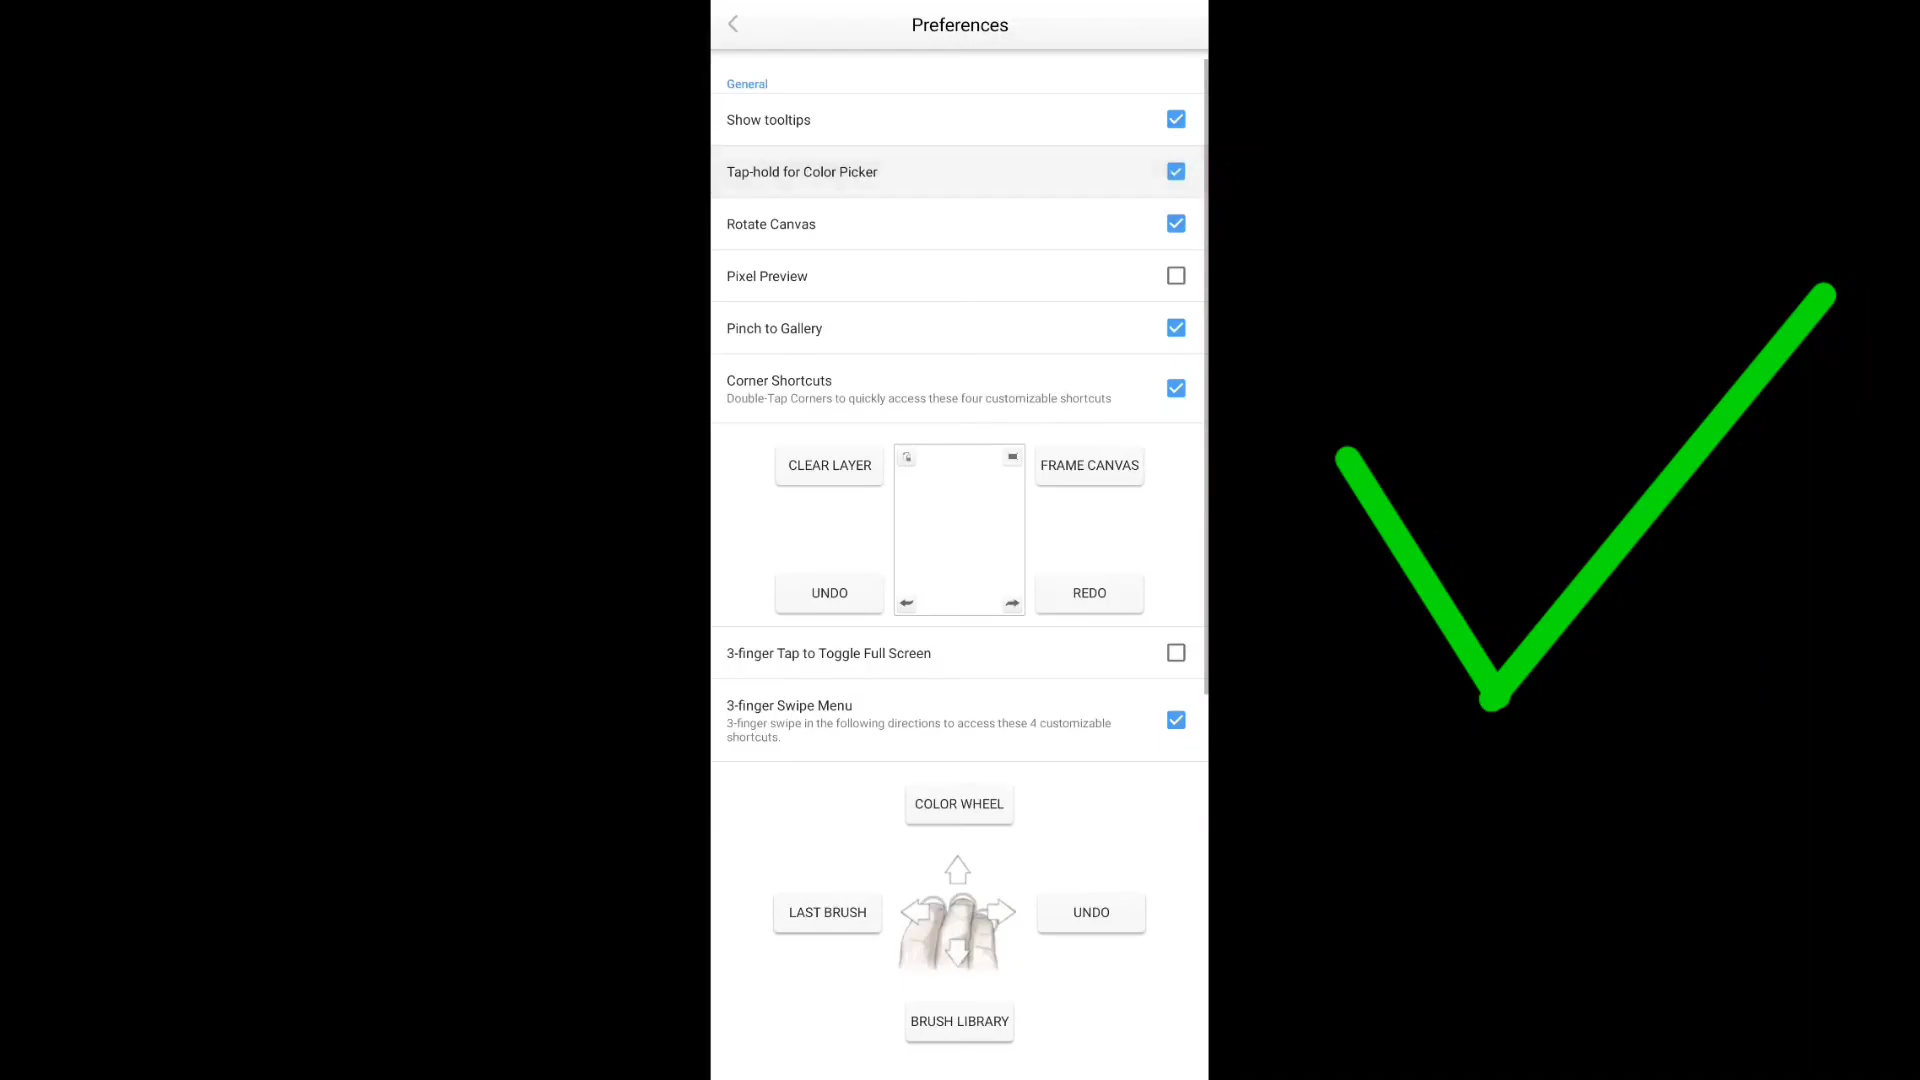 Preferences
General
Show tooltips
Tap-hold for Color Picker
Rotate Canvas
Pixel Preview
Pinch to Gallery
Corner Shortcuts
Double-Tap Corners to quickly access these four customizable shortcuts
CLEAR LAYER
FRAME CANVAS
UNDO
REDO
3-finger Tap to Toggle Full Screen
3-finger Swipe Menu
3-finger swipe in the following directions to access these 4 customizable
shortcuts.
COLOR WHEEL
LAST BRUSH
UNDO
BRUSH LIBRARY